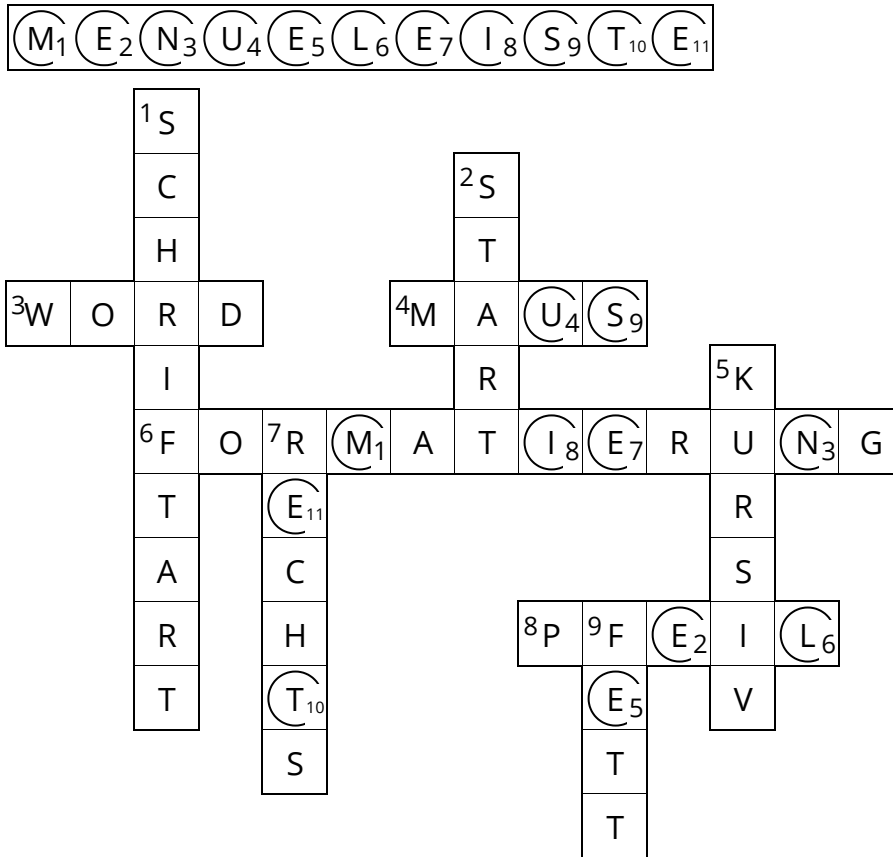 M1 E2 N3 U4 E5 L6 E7 I8 S9 T10 E11
1S
C 2S
H T
3W O R D 4M A U4 S9
I R 5K
6F O 7R M1 A T I8 E7 R U N3 G
T E11 R
A C S
R H 8P 9F E2 I L6
T T10 E5 V
S T
T